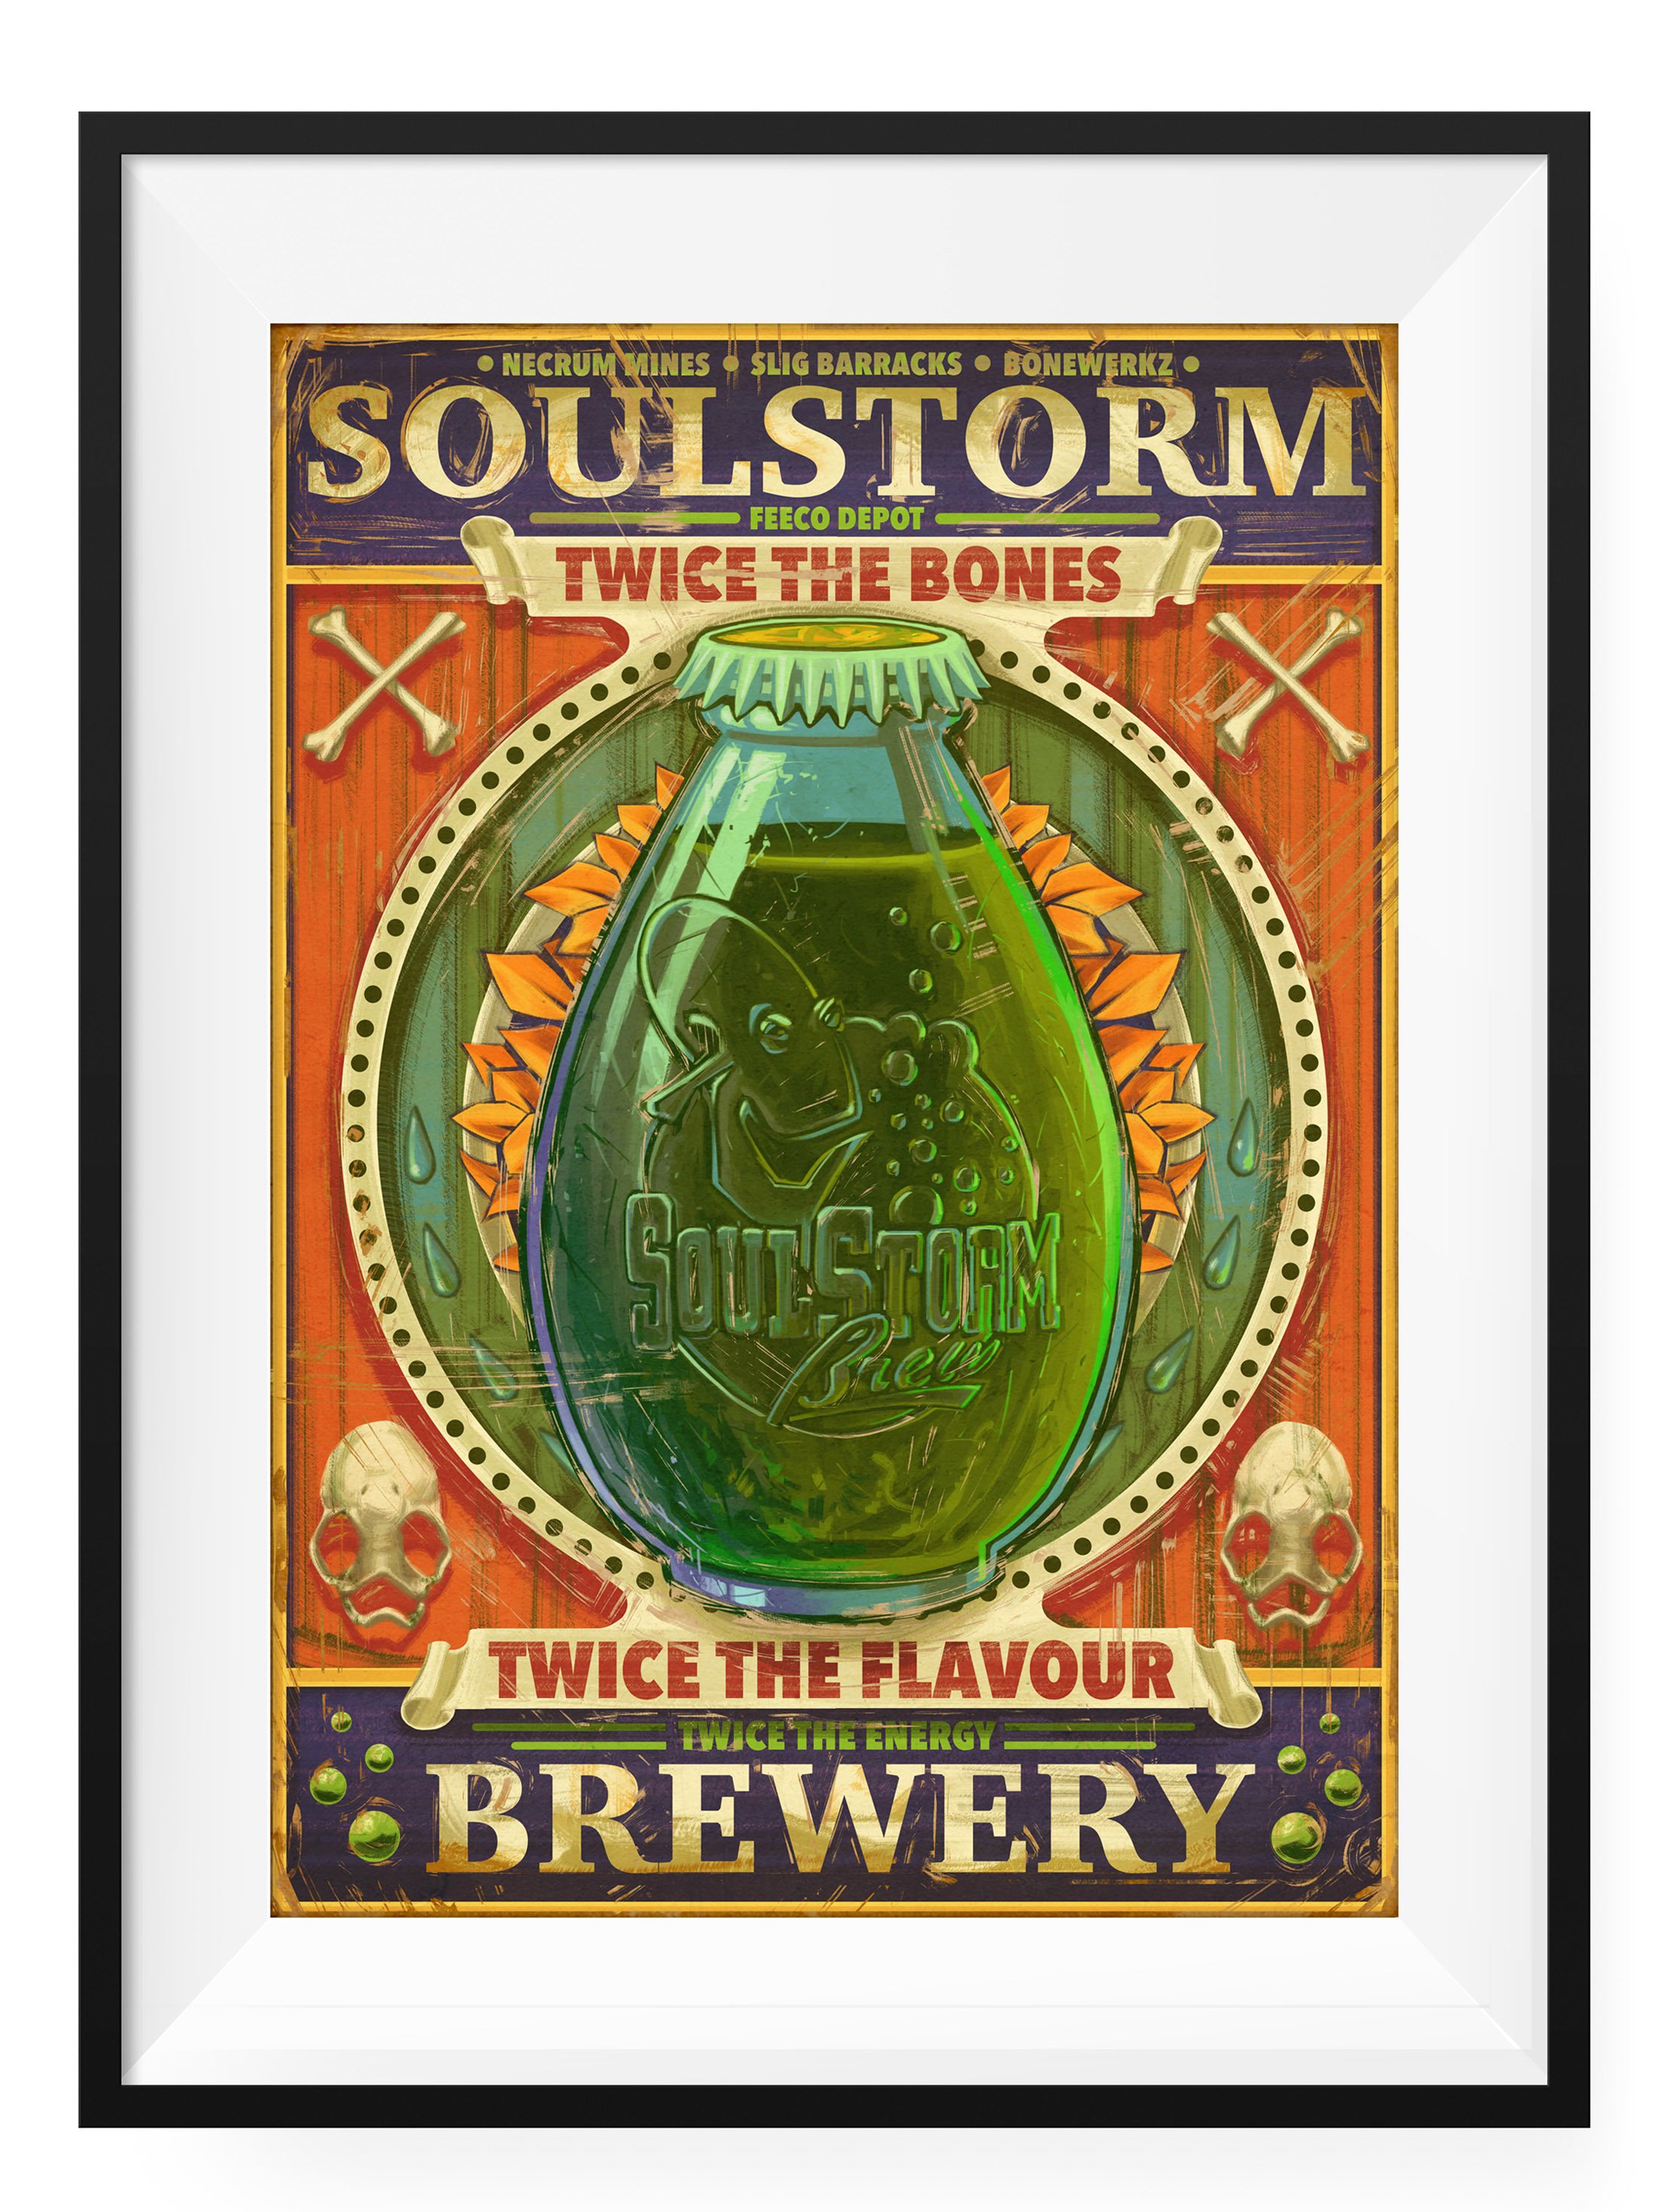 • NECRUM MINES • SLIG BARRACKS • BONEWERKZ •
SOULSTORM
FEECO DEPOT
TWICE THE BONES
SOULSTORM
Brew
TWICE THE FLAVOUR
TWICE THE ENERGY
BREWERY